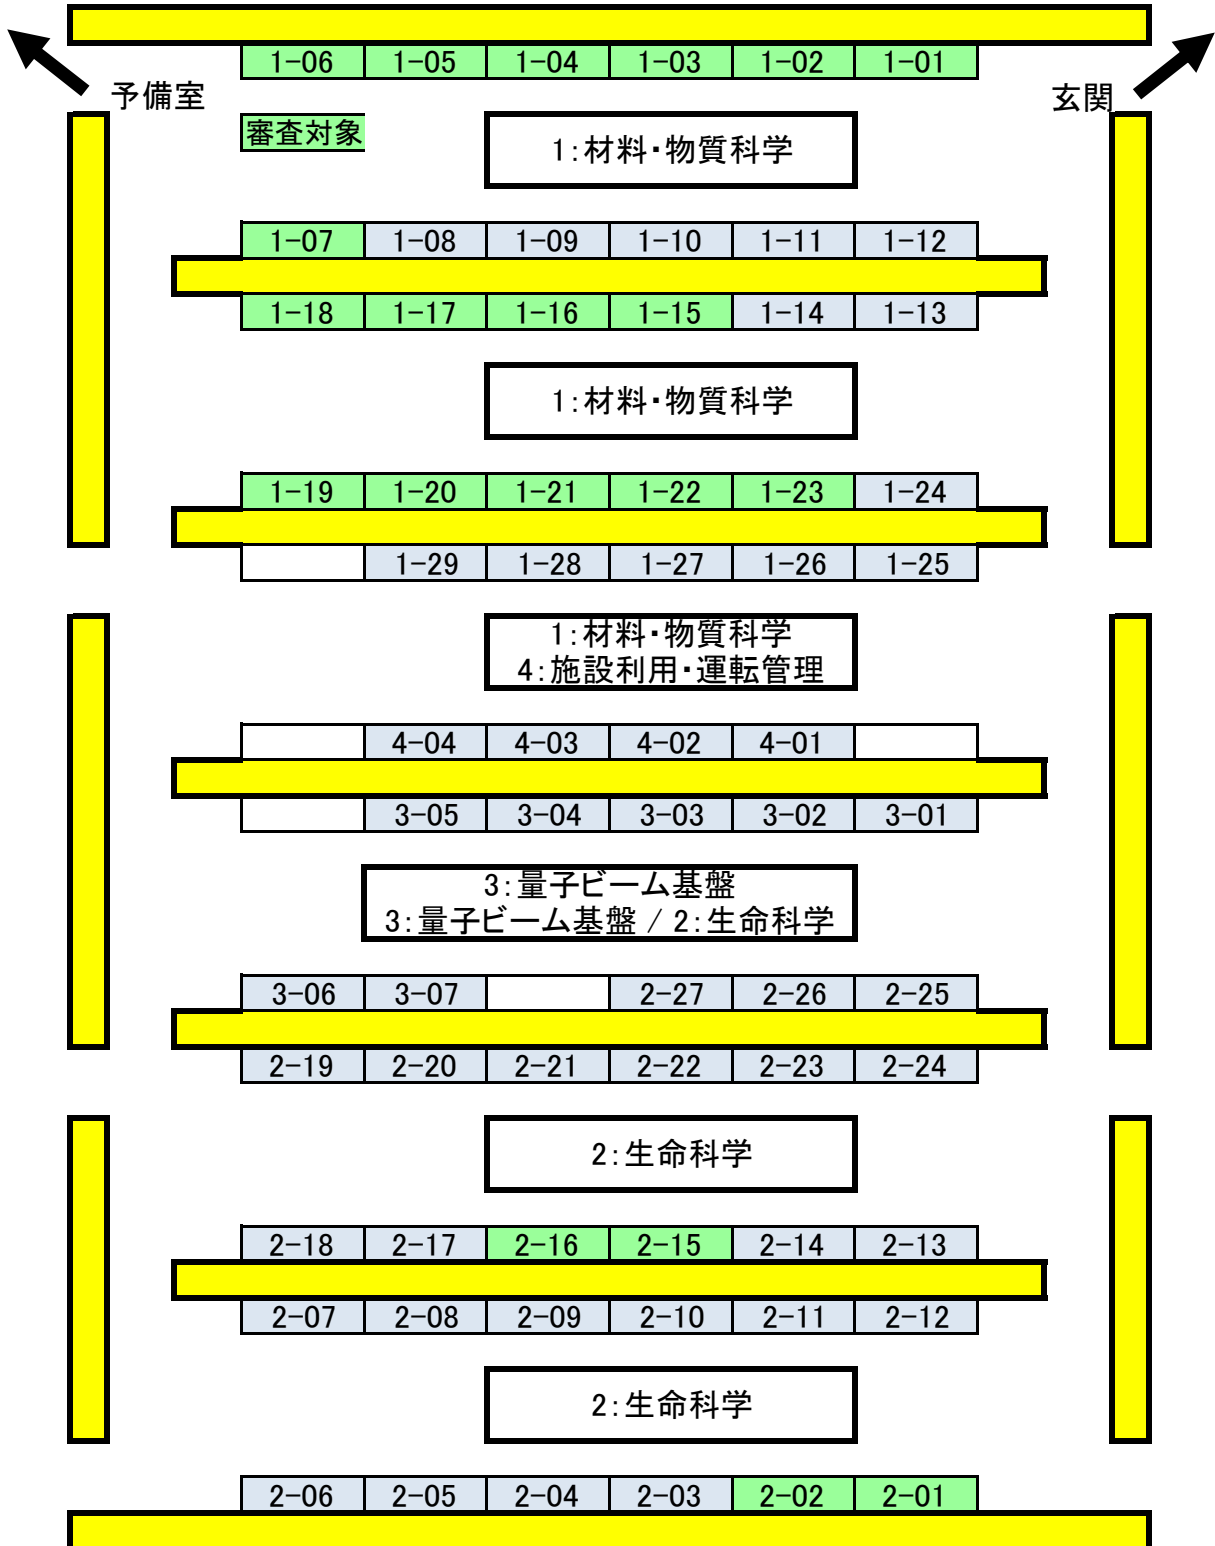 1-06 1-05 1-04 1-03 1-02 1-01
予備室
玄関
審査対象
1:材料・物質科学
1-07 1-08 1-09 1-10 1-11 1-12
1-18 1-17 1-16 1-15 1-14 1-13
1:材料・物質科学
1-19 1-20 1-21 1-22 1-23 1-24
1-29 1-28 1-27 1-26 1-25
1:材料・物質科学
4:施設利用・運転管理
4-04 4-03 4-02 4-01
3-05 3-04 3-03 3-02 3-01
3:量子ビーム基盤
3:量子ビーム基盤 / 2:生命科学
3-06 3-07 2-27 2-26 2-25
2-19 2-20 2-21 2-22 2-23 2-24
2:生命科学
2-18 2-17 2-16 2-15 2-14 2-13
2-07 2-08 2-09 2-10 2-11 2-12
2:生命科学
2-06 2-05 2-04 2-03 2-02 2-01